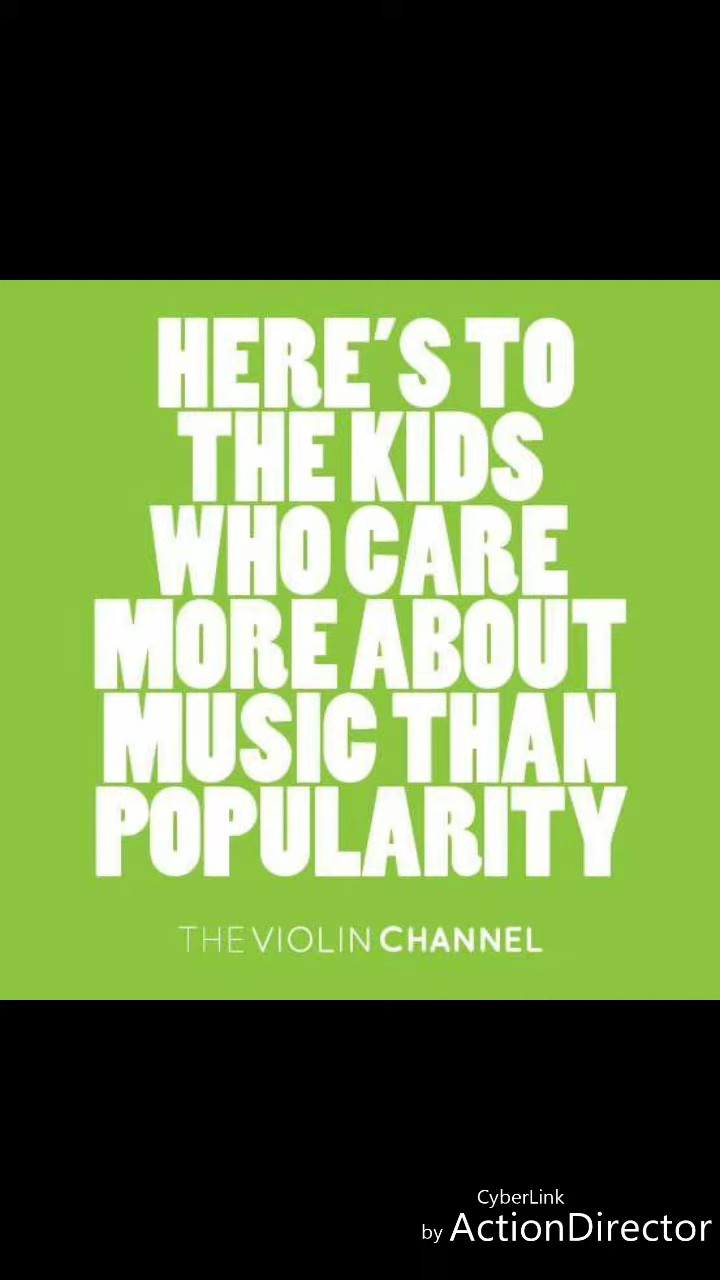 HERE'S TO
THE KIDS
WHO CARE
MORE ABOUT
MUSIC THAN
POPULARITY
THE VIOLIN CHANNEL
CyberLink
by ActionDirector